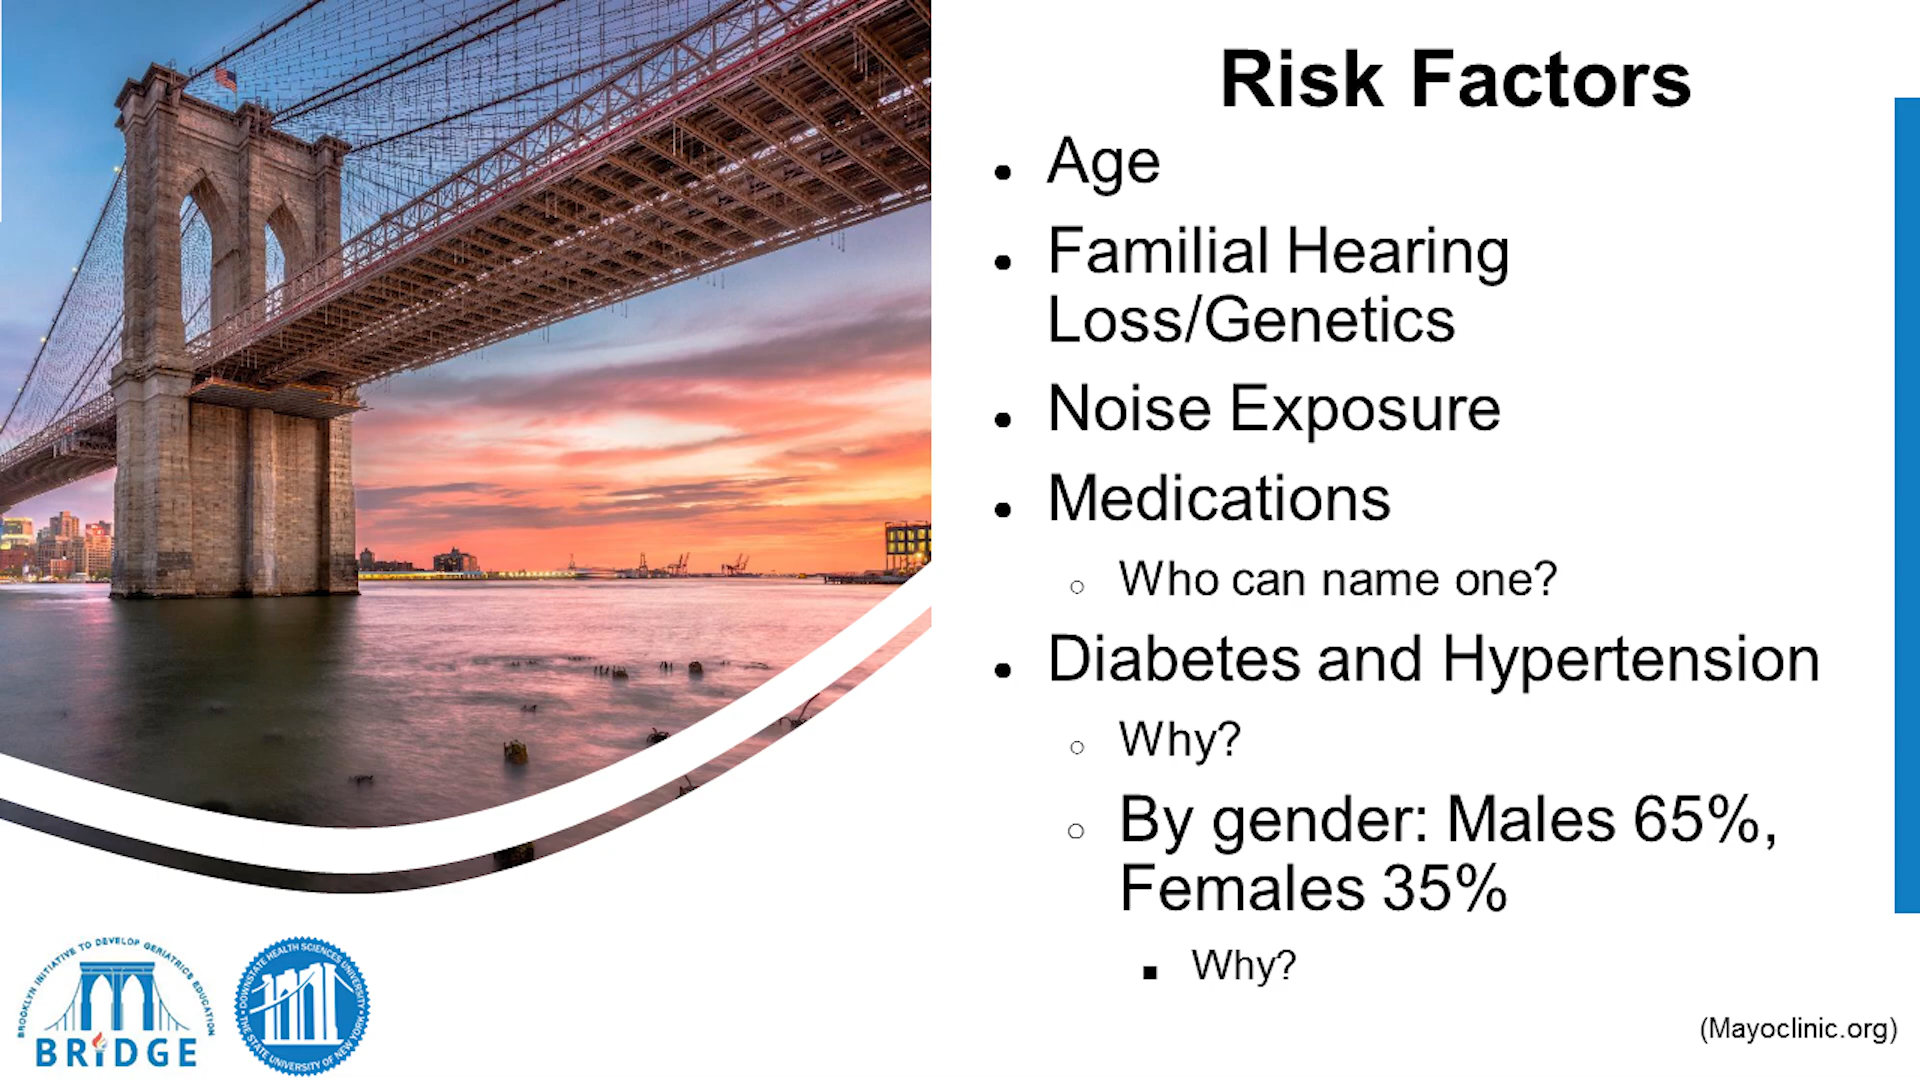 Risk Factors
Age
Familial Hearing
Loss/Genetics
Noise Exposure
Medications
Who can name one?
Diabetes and Hypertension
Why?
By gender: Males 65%,
Females 35%
Why?
(Mayoclinic.org)
BROOKLYN INITIATIVE TO DEVELOP GERIATRICS EDUCATION
BRIDGE
DOWNSTATE HEALTH SCIENCES UNIVERSITY
THE STATE UNIVERSITY OF NEW YORK